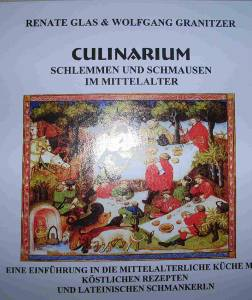 RENATE GLAS & WOLFGANG GRANITZER
CULINARIUM
SCHLEMMEN UND SCHMAUSEN
IM MITTELALTER
EINE EINFÜHRUNG IN DIE MITTELALTERLICHE KÜCHE M
KÖSTLICHEN REZEPTEN
UND LATEINISCHEN SCHMANKERLN